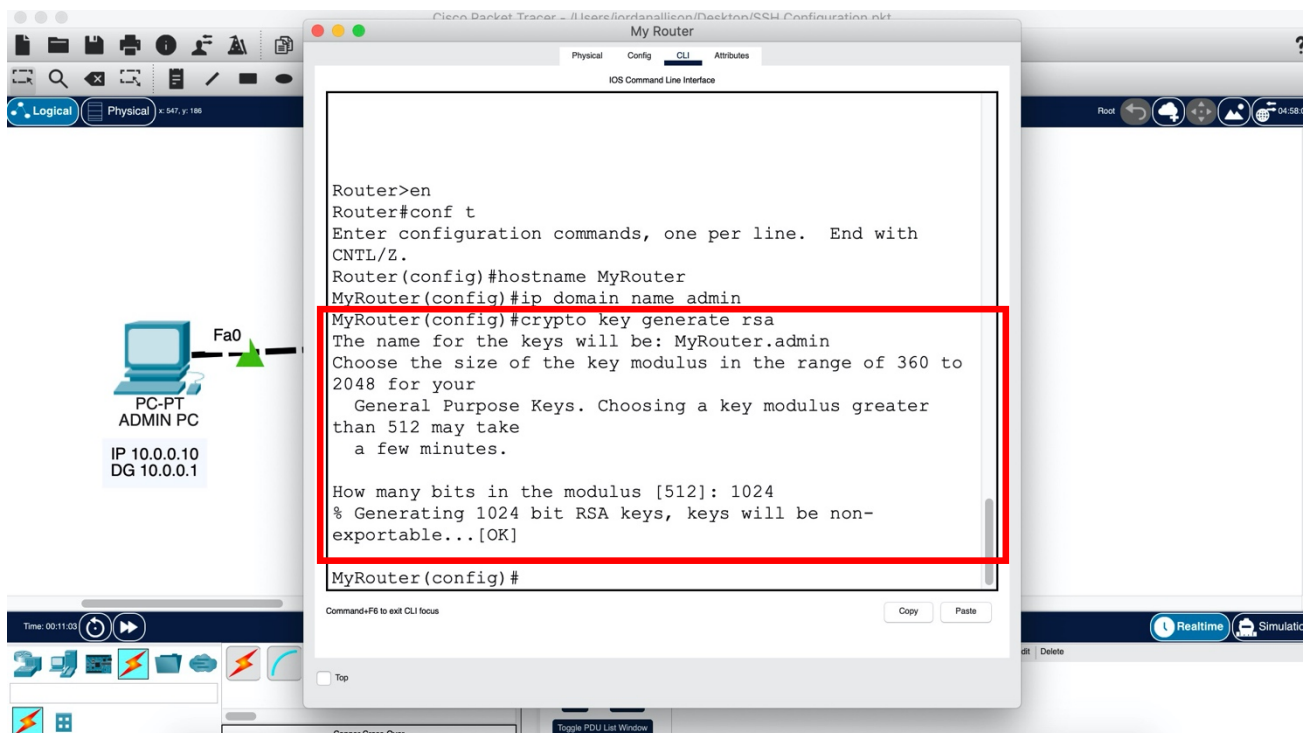 Cisco Packet Tracer - /Users/jordanallison/Desktop/SSH Configuration.pkt
My Router
Physical Config CLI Attributes
IOS Command Line Interface
Logical Physical x: 547, y: 186
Root 04:58:0
Router>en
Router#conf t
Enter configuration commands, one per line. End with
CNTL/Z.
Router(config)#hostname MyRouter
MyRouter(config)#ip domain name admin
MyRouter(config)#crypto key generate rsa
The name for the keys will be: MyRouter.admin
Choose the size of the key modulus in the range of 360 to
2048 for your
General Purpose Keys. Choosing a key modulus greater
than 512 may take
a few minutes.
How many bits in the modulus [512]: 1024
% Generating 1024 bit RSA keys, keys will be non-
exportable...[OK]
MyRouter(config)#
Fa0
PC-PT
ADMIN PC
IP 10.0.0.10
DG 10.0.0.1
Command+F6 to exit CLI focus
Copy Paste
Time: 00:11:03
Realtime Simulatio
dit Delete
Top
Toggle PDU List Window
Copper Cross-Over